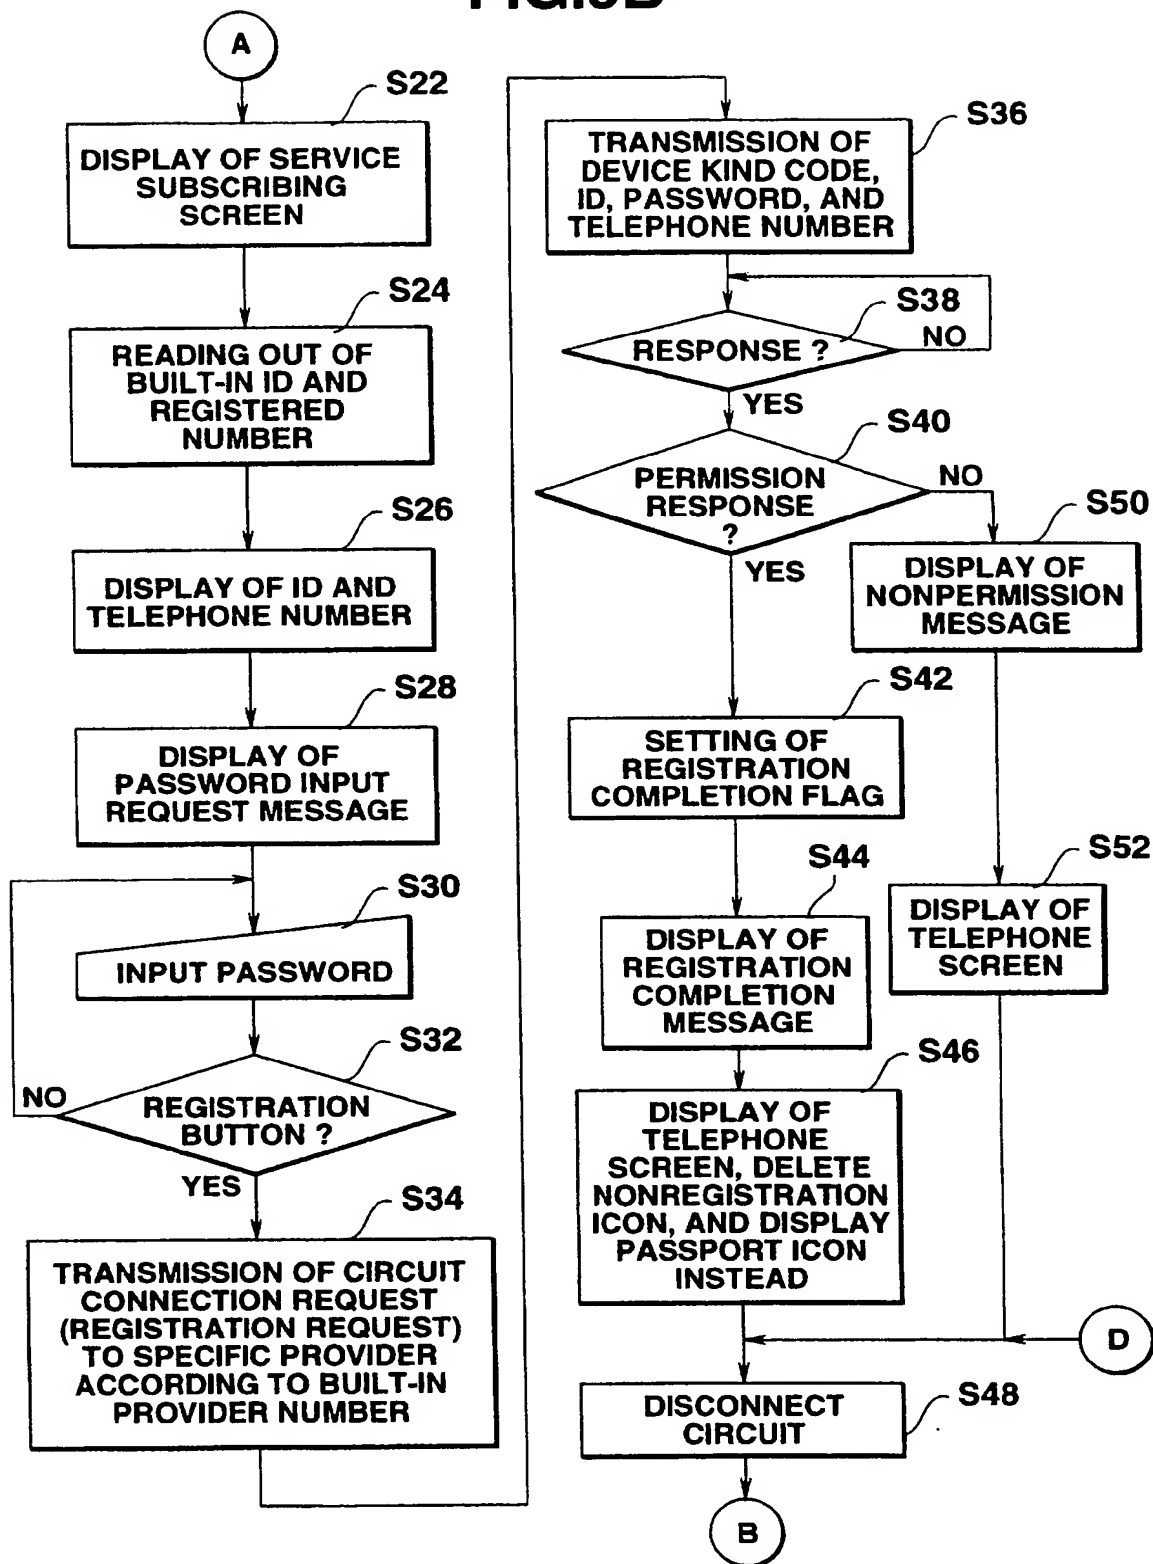 A
S22
DISPLAY OF SERVICE
SUBSCRIBING
SCREEN
S24
READING OUT OF
BUILT-IN ID AND
REGISTERED
NUMBER
S26
DISPLAY OF ID AND
TELEPHONE NUMBER
S28
DISPLAY OF
PASSWORD INPUT
REQUEST MESSAGE
S30
INPUT PASSWORD
S32
NO
REGISTRATION
BUTTON ?
YES
S34
TRANSMISSION OF CIRCUIT
CONNECTION REQUEST
(REGISTRATION REQUEST)
TO SPECIFIC PROVIDER
ACCORDING TO BUILT-IN
PROVIDER NUMBER
S36
TRANSMISSION OF
DEVICE KIND CODE,
ID, PASSWORD, AND
TELEPHONE NUMBER
S38
RESPONSE ?
NO
YES
S40
PERMISSION
RESPONSE
?
NO
YES
S50
DISPLAY OF
NONPERMISSION
MESSAGE
S42
SETTING OF
REGISTRATION
COMPLETION FLAG
S44
DISPLAY OF
REGISTRATION
COMPLETION
MESSAGE
S52
DISPLAY OF
TELEPHONE
SCREEN
S46
DISPLAY OF
TELEPHONE
SCREEN, DELETE
NONREGISTRATION
ICON, AND DISPLAY
PASSPORT ICON
INSTEAD
D
S48
DISCONNECT
CIRCUIT
B